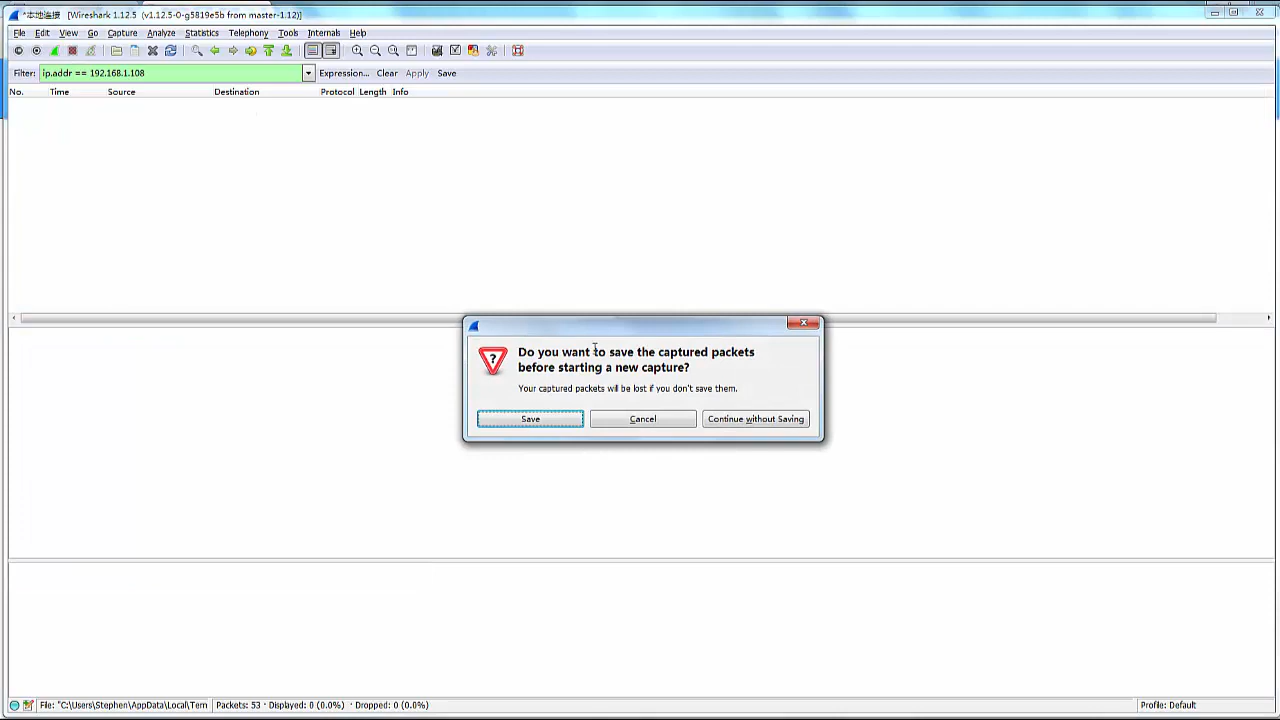 *本地连接 [Wireshark 1.12.5 (v1.12.5-0-g5819e5b from master-1.12)]
File Edit View Go Capture Analyze Statistics Telephony Tools Internals Help
Filter: ip.addr == 192.168.1.108 Expression... Clear Apply Save
No. Time Source Destination Protocol Length Info
Do you want to save the captured packets
before starting a new capture?
Your captured packets will be lost if you don't save them.
Save Cancel Continue without Saving
File: "C:\Users\Stephen\AppData\Local\Tem Packets: 53 · Displayed: 0 (0.0%) · Dropped: 0 (0.0%) Profile: Default